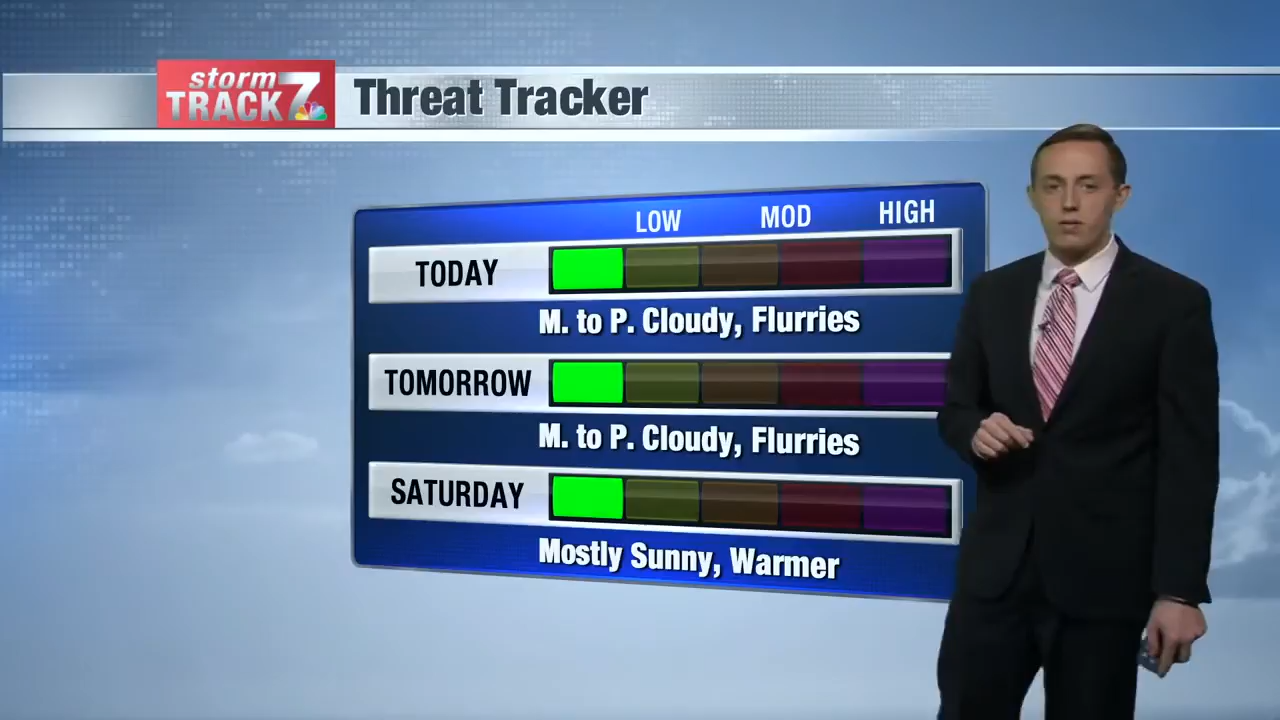 storm
TRACK 7
Threat Tracker
LOW MOD HIGH
TODAY
M. to P. Cloudy, Flurries
TOMORROW
M. to P. Cloudy, Flurries
SATURDAY
Mostly Sunny, Warmer